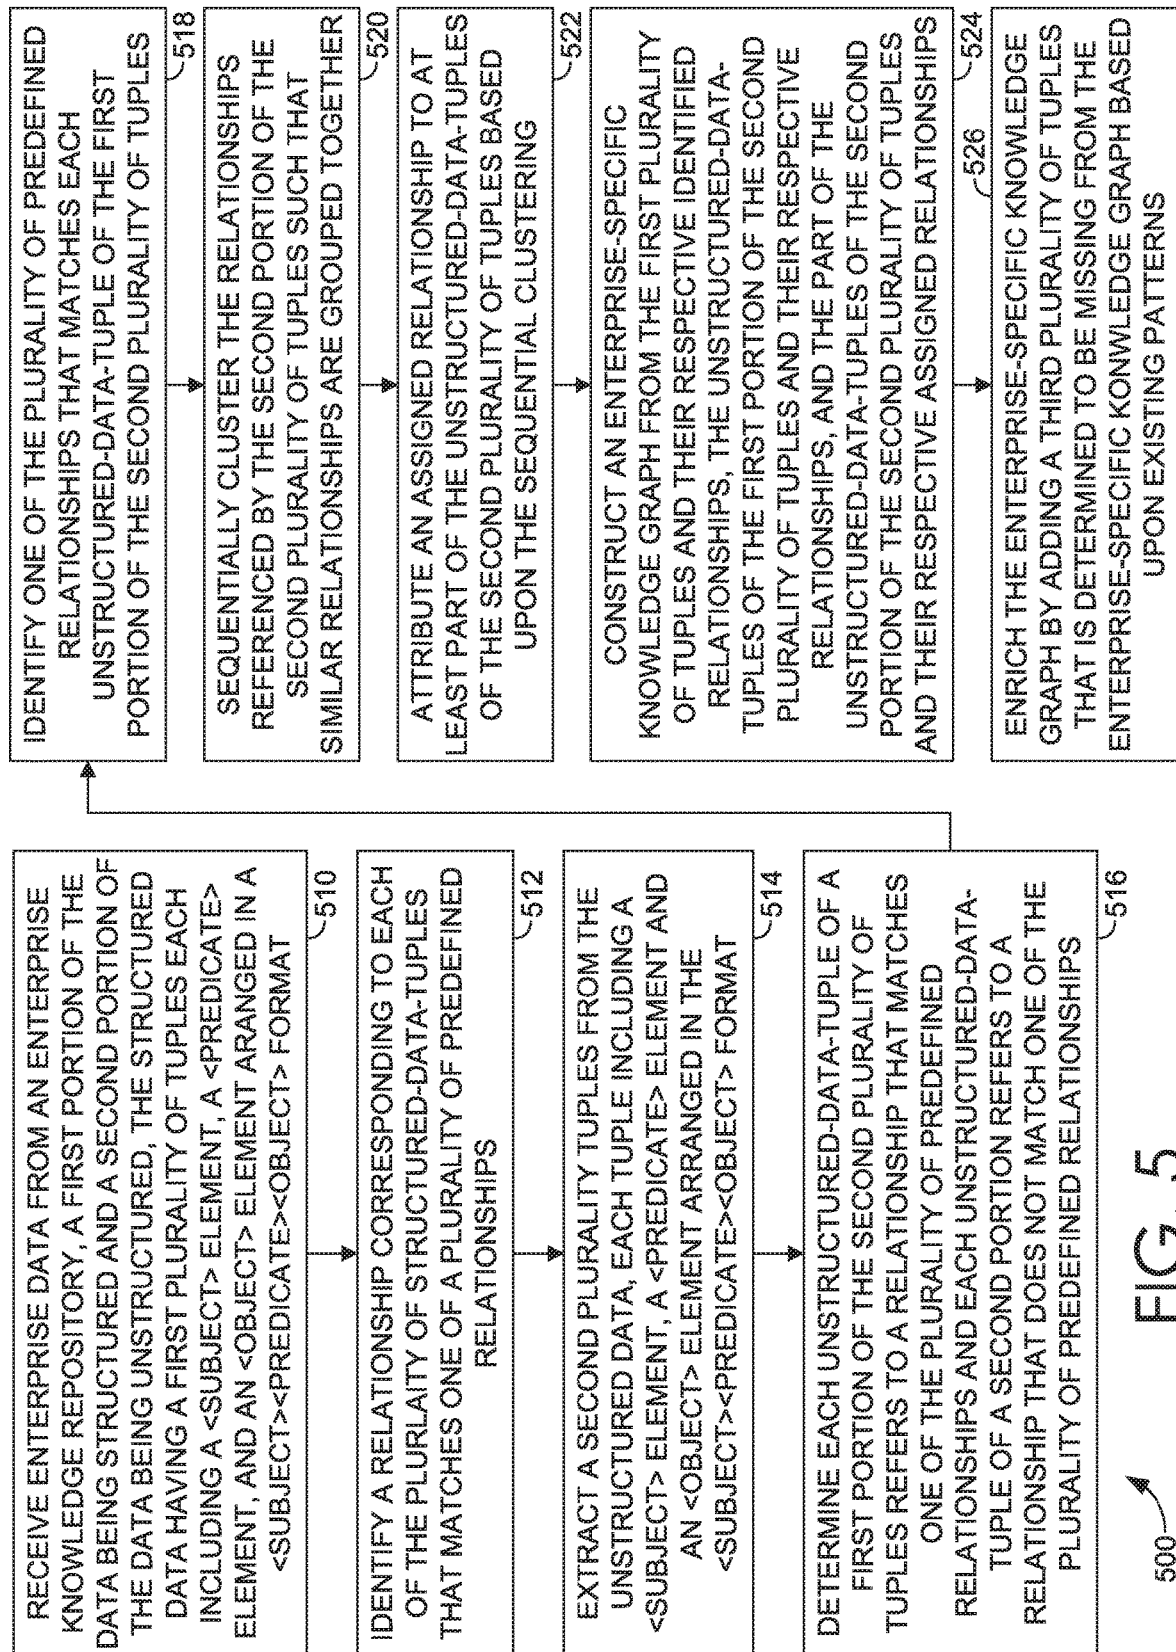 RECEIVE ENTERPRISE DATA FROM AN ENTERPRISE
KNOWLEDGE REPOSITORY, A FIRST PORTION OF THE
DATA BEING STRUCTURED AND A SECOND PORTION OF
THE DATA BEING UNSTRUCTURED, THE STRUCTURED
DATA HAVING A FIRST PLURALITY OF TUPLES EACH
INCLUDING A <SUBJECT> ELEMENT, A <PREDICATE>
ELEMENT, AND AN <OBJECT> ELEMENT ARANGED IN A
<SUBJECT><PREDICATE><OBJECT> FORMAT
510
IDENTIFY A RELATIONSHIP CORRESPONDING TO EACH
OF THE PLURLAITY OF STRUCTURED-DATA-TUPLES
THAT MATCHES ONE OF A PLURALITY OF PREDEFINED
RELATIONSHIPS
512
EXTRACT A SECOND PLURALITY TUPLES FROM THE
UNSTRUCTURED DATA, EACH TUPLE INCLUDING A
<SUBJECT> ELEMENT, A <PREDICATE> ELEMENT AND
AN <OBJECT> ELEMENT ARRANGED IN THE
<SUBJECT><PREDICATE><OBJECT> FORMAT
514
DETERMINE EACH UNSTRUCTURED-DATA-TUPLE OF A
FIRST PORTION OF THE SECOND PLURALITY OF
TUPLES REFERS TO A RELATIONSHIP THAT MATCHES
ONE OF THE PLURALITY OF PREDEFINED
RELATIONSHIPS AND EACH UNSTRUCTURED-DATA-
TUPLE OF A SECOND PORTION REFERS TO A
RELATIONSHIP THAT DOES NOT MATCH ONE OF THE
PLURALITY OF PREDEFINED RELATIONSHIPS
516
IDENTIFY ONE OF THE PLURALITY OF PREDEFINED
RELATIONSHIPS THAT MATCHES EACH
UNSTRUCTURED-DATA-TUPLE OF THE FIRST
PORTION OF THE SECOND PLURALITY OF TUPLES
518
SEQUENTIALLY CLUSTER THE RELATIONSHIPS
REFERENCED BY THE SECOND PORTION OF THE
SECOND PLURALITY OF TUPLES SUCH THAT
SIMILAR RELATIONSHIPS ARE GROUPED TOGETHER
520
ATTRIBUTE AN ASSIGNED RELATIONSHIP TO AT
LEAST PART OF THE UNSTRUCTURED-DATA-TUPLES
OF THE SECOND PLURALITY OF TUPLES BASED
UPON THE SEQUENTIAL CLUSTERING
522
CONSTRUCT AN ENTERPRISE-SPECIFIC
KNOWLEDGE GRAPH FROM THE FIRST PLURALITY
OF TUPLES AND THEIR RESPECTIVE IDENTIFIED
RELATIONSHIPS, THE UNSTRUCTURED-DATA-
TUPLES OF THE FIRST PORTION OF THE SECOND
PLURALITY OF TUPLES AND THEIR RESPECTIVE
RELATIONSHIPS, AND THE PART OF THE
UNSTRUCTURED-DATA-TUPLES OF THE SECOND
PORTION OF THE SECOND PLURALITY OF TUPLES
AND THEIR RESPECTIVE ASSIGNED RELATIONSHIPS
524
526
ENRICH THE ENTERPRISE-SPECIFIC KNOWLEDGE
GRAPH BY ADDING A THIRD PLURALITY OF TUPLES
THAT IS DETERMINED TO BE MISSING FROM THE
ENTERPRISE-SPECIFIC KONWLEDGE GRAPH BASED
UPON EXISTING PATTERNS
500
FIG. 5